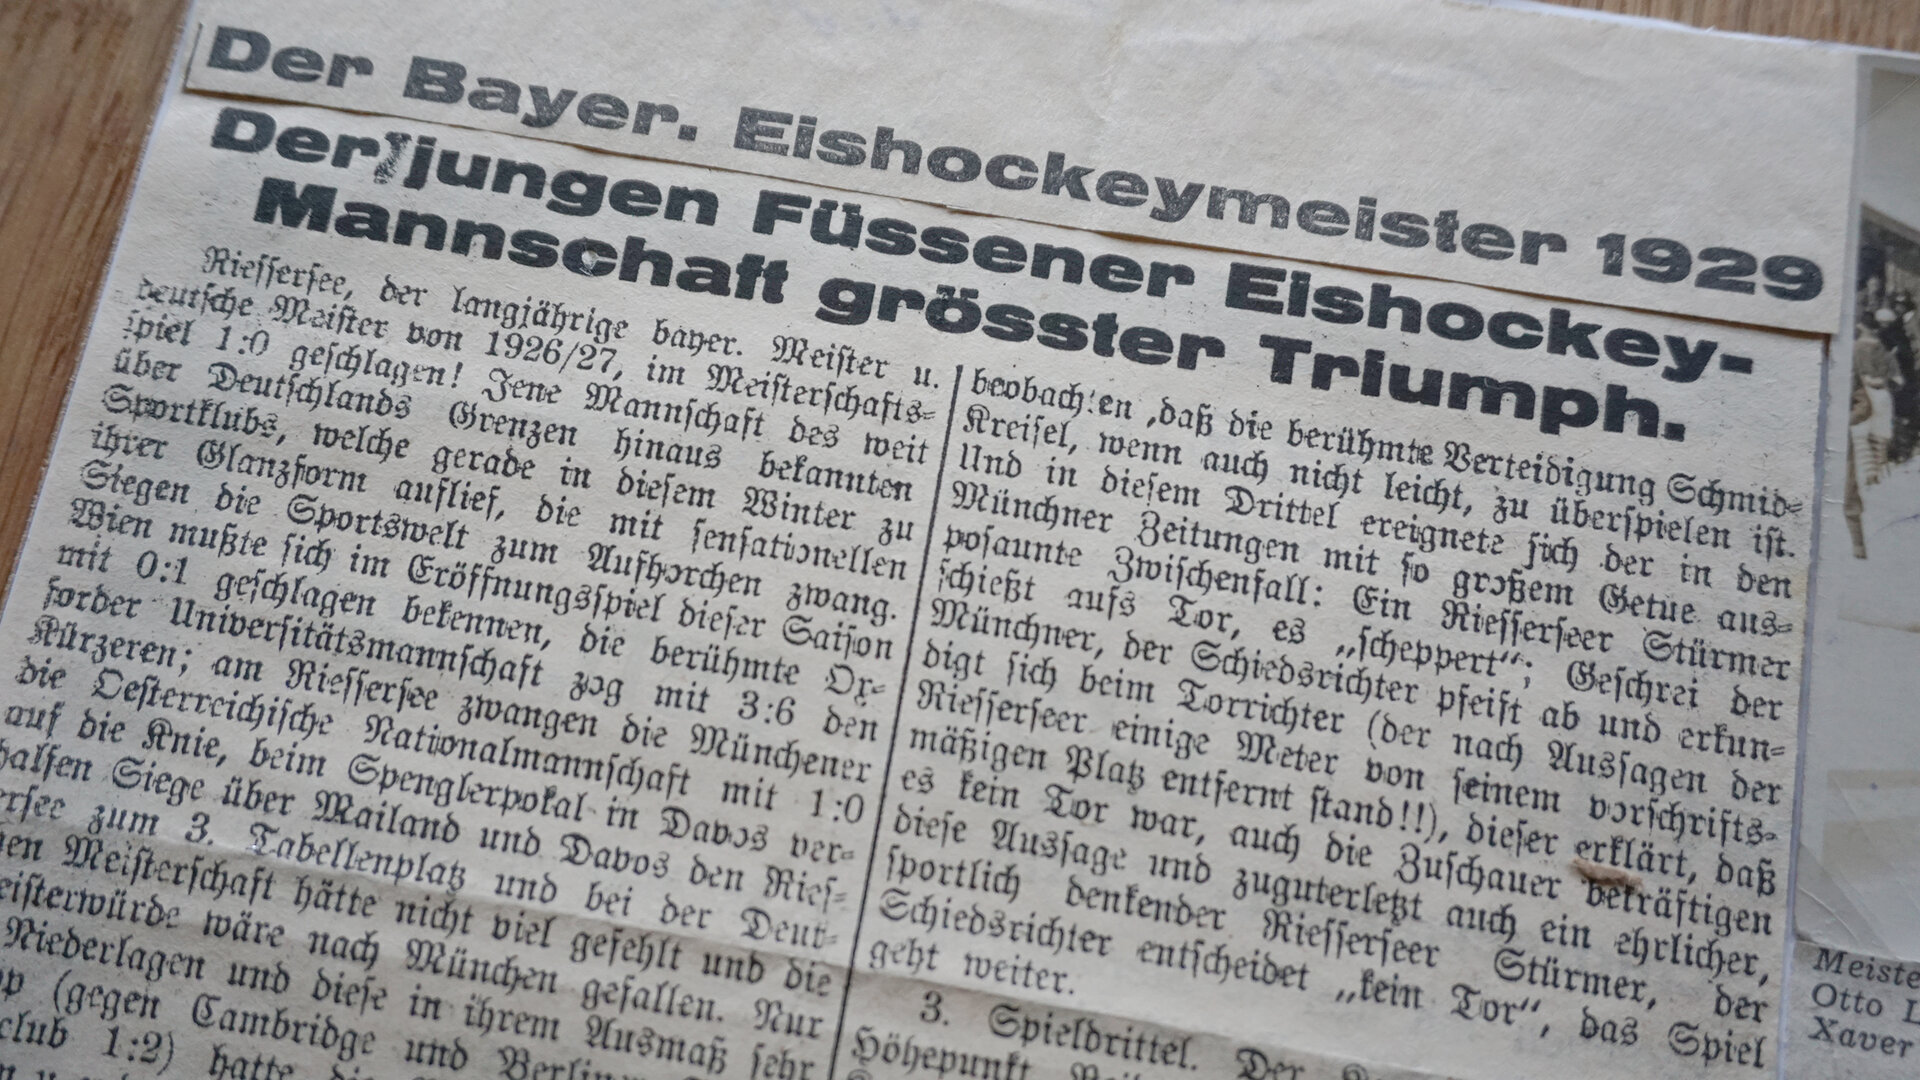 Der Bayer. Eishockeymeister 1929
Der jungen Füssener Eishockey-
Mannschaft grösster Triumph.
Riesserse, der langjährige bayer. Meister u.
deutsche Meister von 1926/27, im Meisterschafts-
spiel 1:0 geschlagen! Jene Mannschaft des weit
über Deutschlands Grenzen hinaus bekannten
Sportklubs, welche gerade in diesem Winter zu
ihrer Glanzform auflief, die mit sensationellen
Siegen die Sportswelt zum Aufhorchen zwang.
Wien mußte sich im Eröffnungsspiel dieser Saison
mit 0:1 geschlagen bekennen, die berühmte Ox-
forder Universitätsmannschaft zog mit 3:6 den
Kürzeren; am Riessersee zwangen die Münchener
die Oesterreichische Nationalmannschaft mit 1:0
auf die Knie, beim Spenglerpokal in Davos ver-
halfen Siege über Mailand und Davos den Ries-
ersee zum 3. Tabellenplatz und bei der Deut-
en Meisterschaft hätte nicht viel gefehlt und die
eisterwürde wäre nach München gefallen. Nur
Niederlagen und diese in ihrem Ausmaß sehr
pp (gegen Cambridge und Berliner
club 1:2) hatte
beobachten, daß die berühmte Verteidigung Schmid-
Kreisel, wenn auch nicht leicht, zu überspielen ist.
Und in diesem Drittel ereignete sich der in den
Münchner Zeitungen mit so großem Getue aus-
posaunte Zwischenfall: Ein Riesserseer Stürmer
schießt aufs Tor, es „scheppert“; Geschrei der
Münchner, der Schiedsrichter pfeift ab und erkun-
digt sich beim Torrichter (der nach Aussagen der
Riesserseer einige Meter von seinem vorschrifts-
mäßigen Platz entfernt stand!!), dieser erklärt, daß
es kein Tor war, auch die Zuschauer bekräftigen
diese Aussage und zuguterletzt auch ein ehrlicher,
sportlich denkender Riesserseer Stürmer, der
Schiedsrichter entscheidet „kein Tor“, das Spiel
geht weiter.
3. Spieldrittel. Der
Höhepunkt
Meiste
Otto L
Xaver